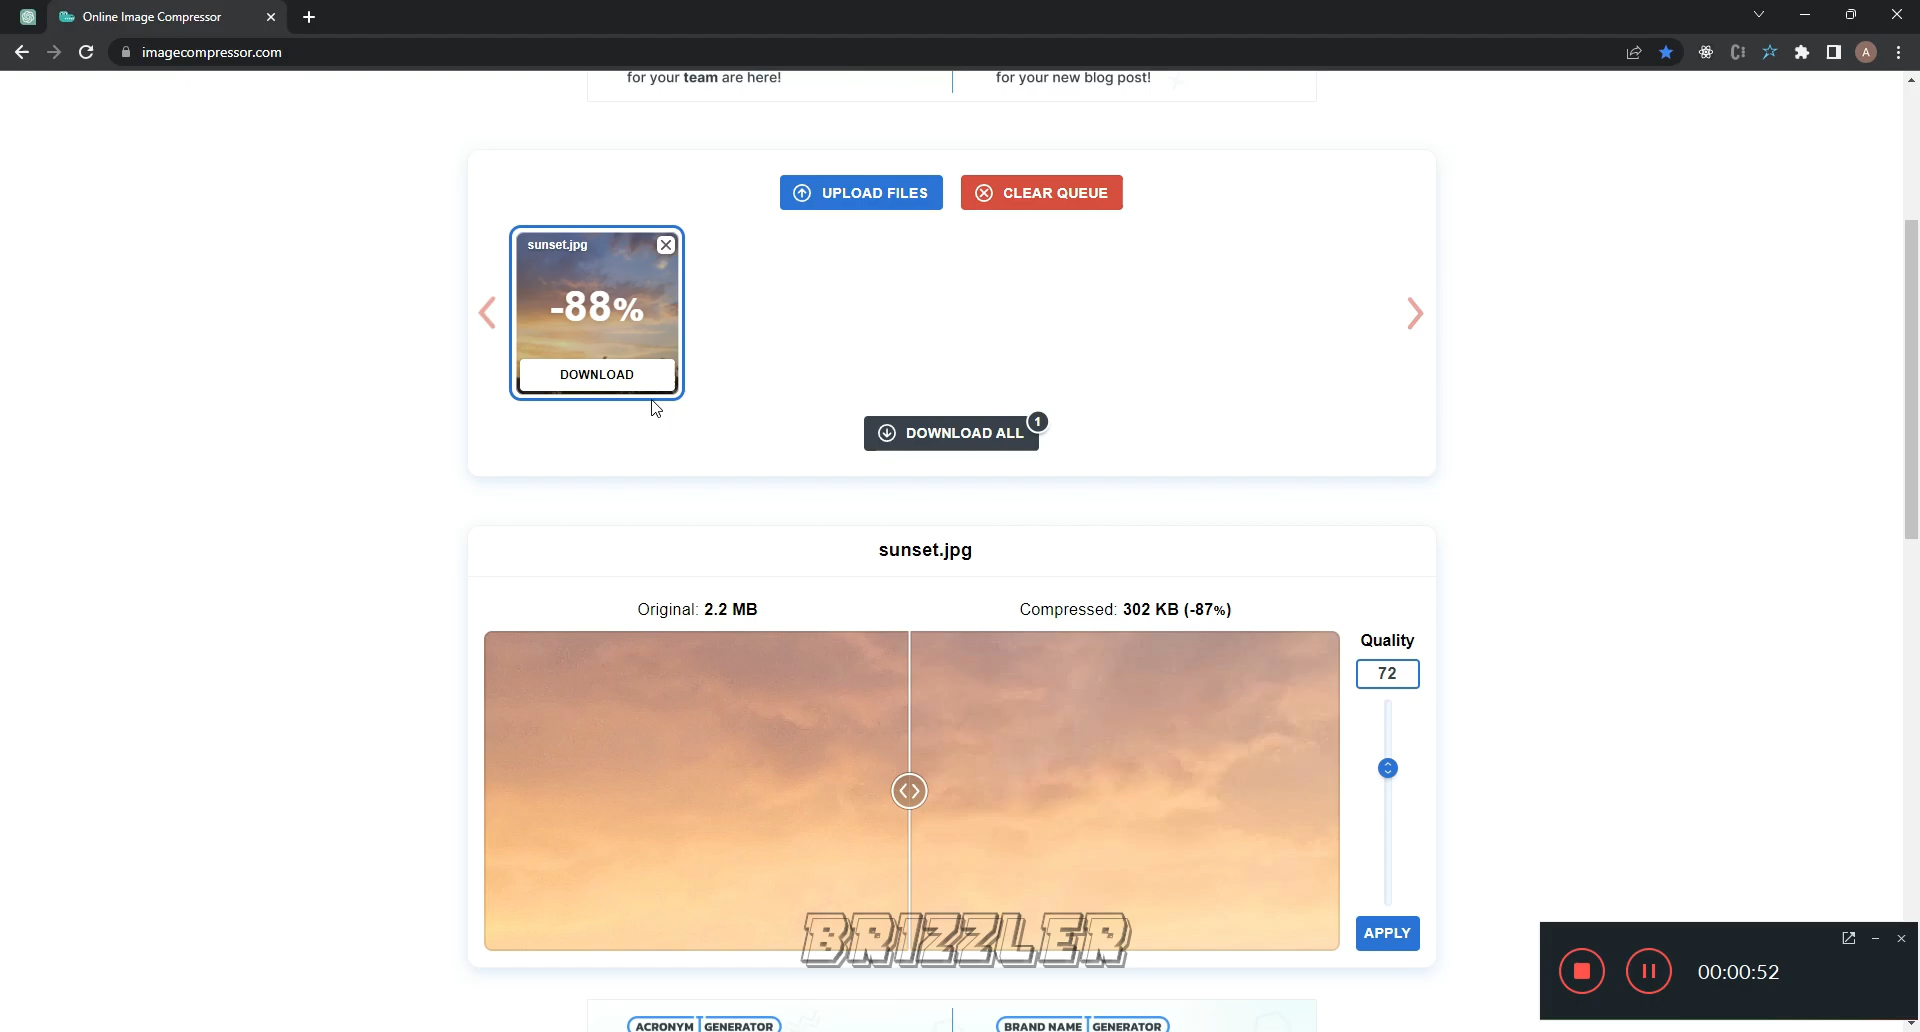 Online Image Compressor
imagecompressor.com
A
for your team are here!
for your new blog post!
UPLOAD FILES
CLEAR QUEUE
sunset.jpg
-88%
DOWNLOAD
DOWNLOAD ALL
1
sunset.jpg
Original: 2.2 MB
Compressed: 302 KB (-87%)
Quality
72
APPLY
BRIZZLER
00:00:52
ACRONYM GENERATOR
BRAND NAME GENERATOR